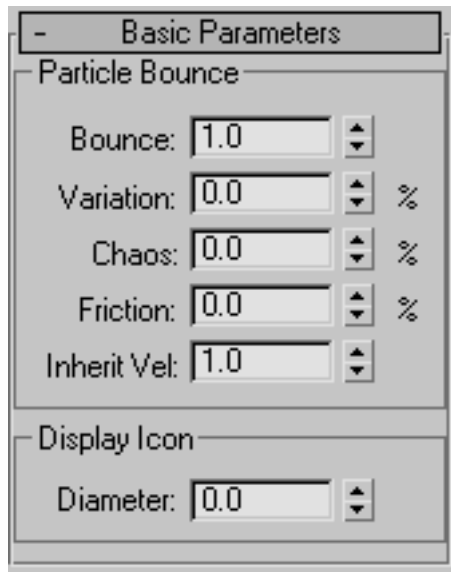 - Basic Parameters
Particle Bounce
Bounce: 1.0
Variation: 0.0 %
Chaos: 0.0 %
Friction: 0.0 %
Inherit Vel: 1.0
Display Icon
Diameter: 0.0